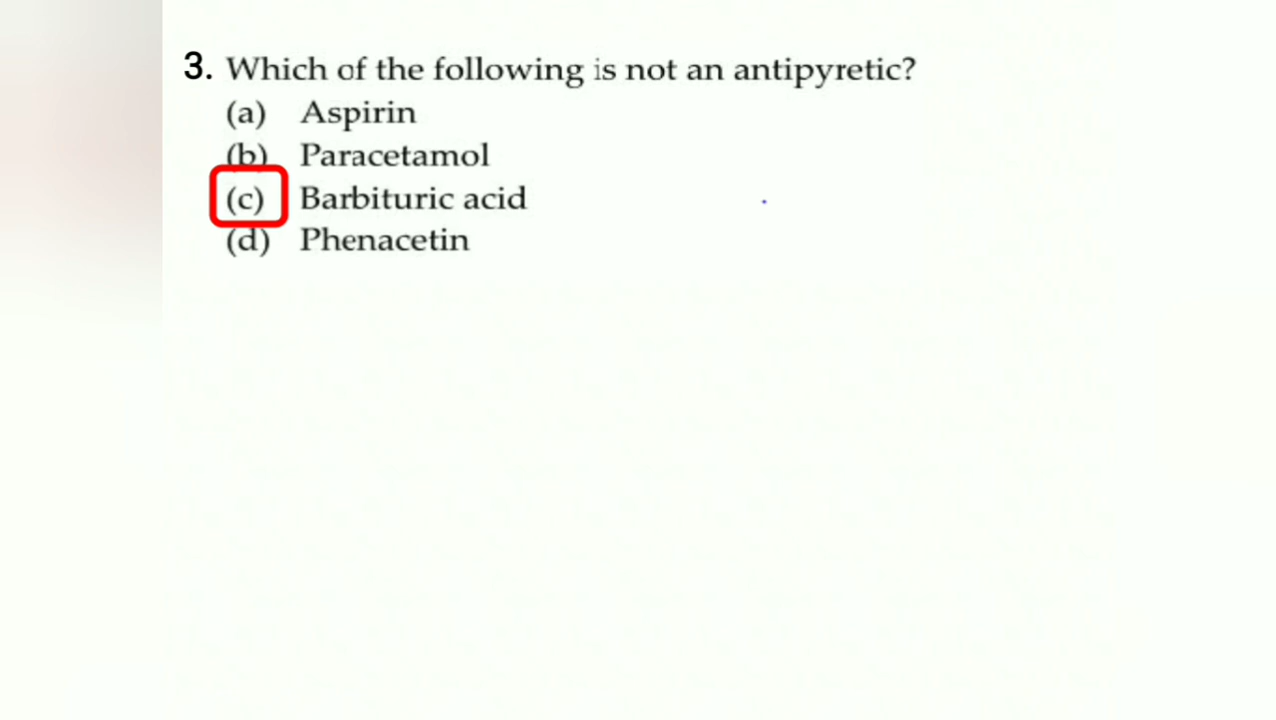 3. Which of the following is not an antipyretic?
(a) Aspirin
(b) Paracetamol
(c) Barbituric acid
(d) Phenacetin